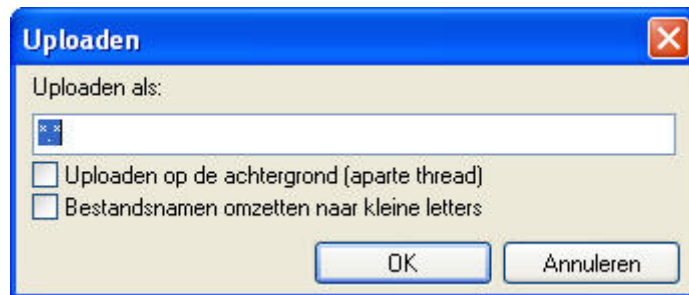 Uploaden
Uploaden als:
*.*
Uploaden op de achtergrond (aparte thread)
Bestandsnamen omzetten naar kleine letters
OK Annuleren